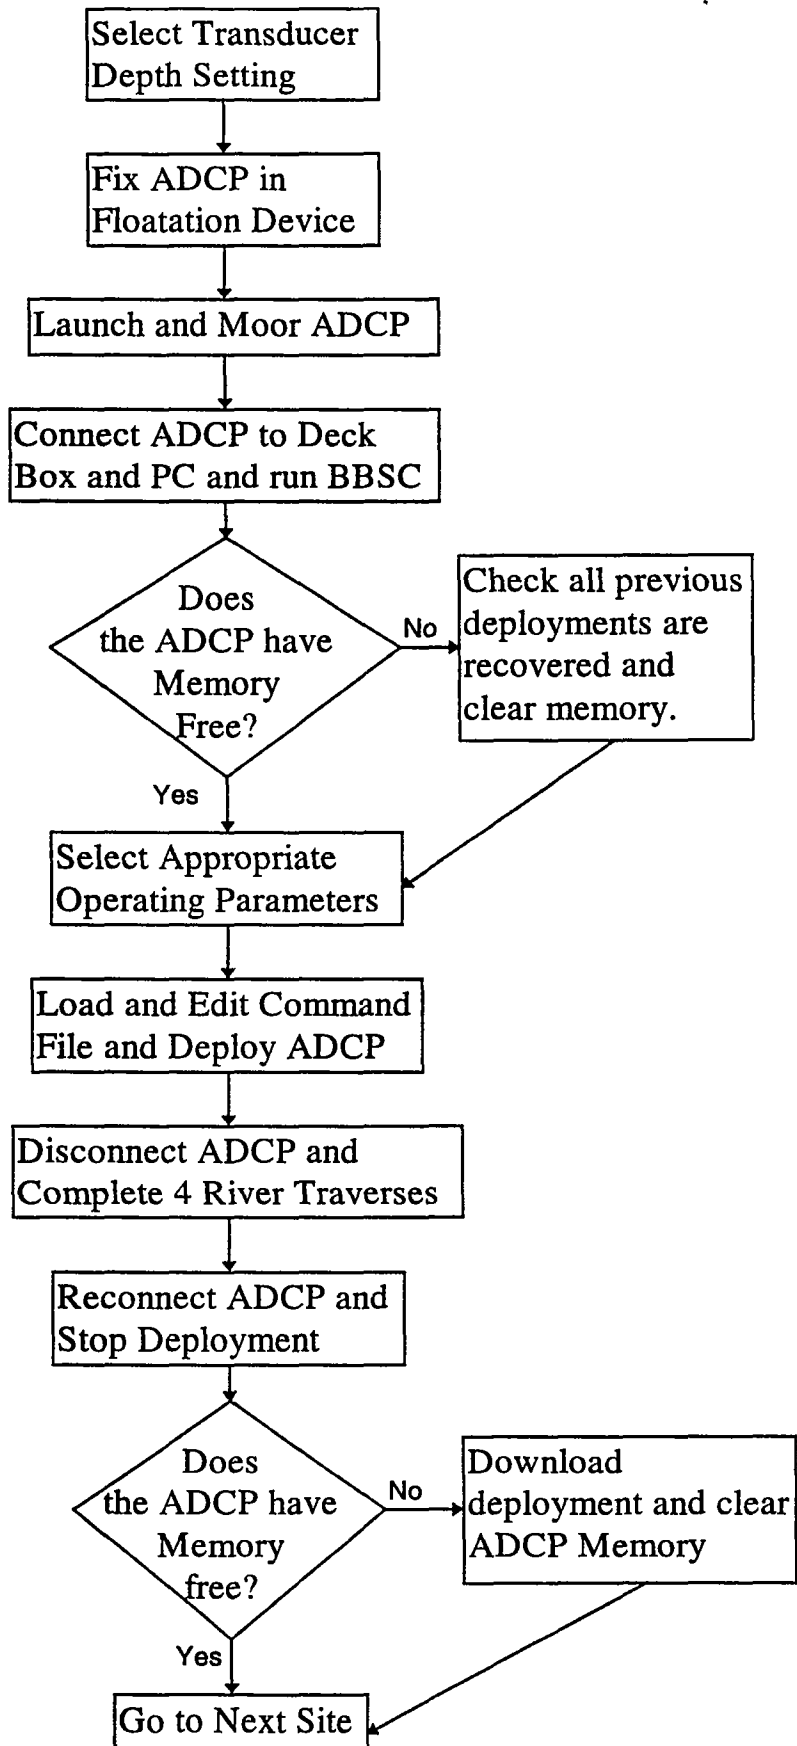 Select Transducer
Depth Setting
Fix ADCP in
Floatation Device
Launch and Moor ADCP
Connect ADCP to Deck
Box and PC and run BBSC
Does
the ADCP have
Memory
Free?
No
Check all previous
deployments are
recovered and
clear memory.
Yes
Select Appropriate
Operating Parameters
Load and Edit Command
File and Deploy ADCP
Disconnect ADCP and
Complete 4 River Traverses
Reconnect ADCP and
Stop Deployment
Does
the ADCP have
Memory
free?
No
Download
deployment and clear
ADCP Memory
Yes
Go to Next Site